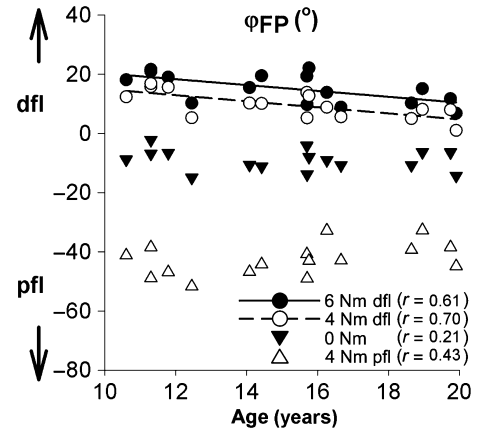 φFP (°)
40
20
0
−20
−40
−60
−80
dfl
pfl
6 Nm dfl (r = 0.61)
4 Nm dfl (r = 0.70)
0 Nm (r = 0.21)
4 Nm pfl (r = 0.43)
10 12 14 16 18 20
Age (years)